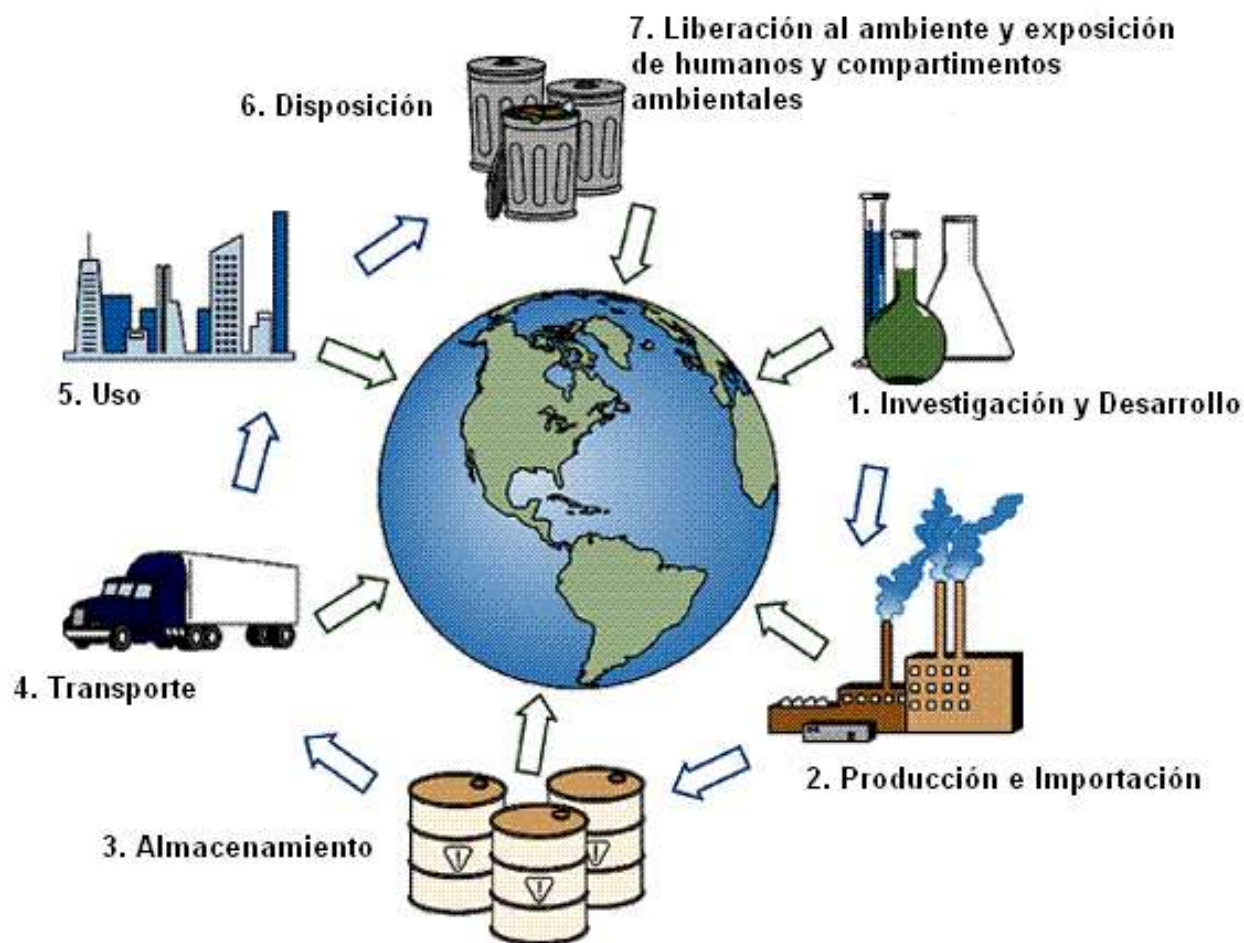 7. Liberación al ambiente y exposición
de humanos y compartimentos
ambientales
6. Disposición
5. Uso
1. Investigación y Desarrollo
4. Transporte
2. Producción e Importación
3. Almacenamiento
!
!
!